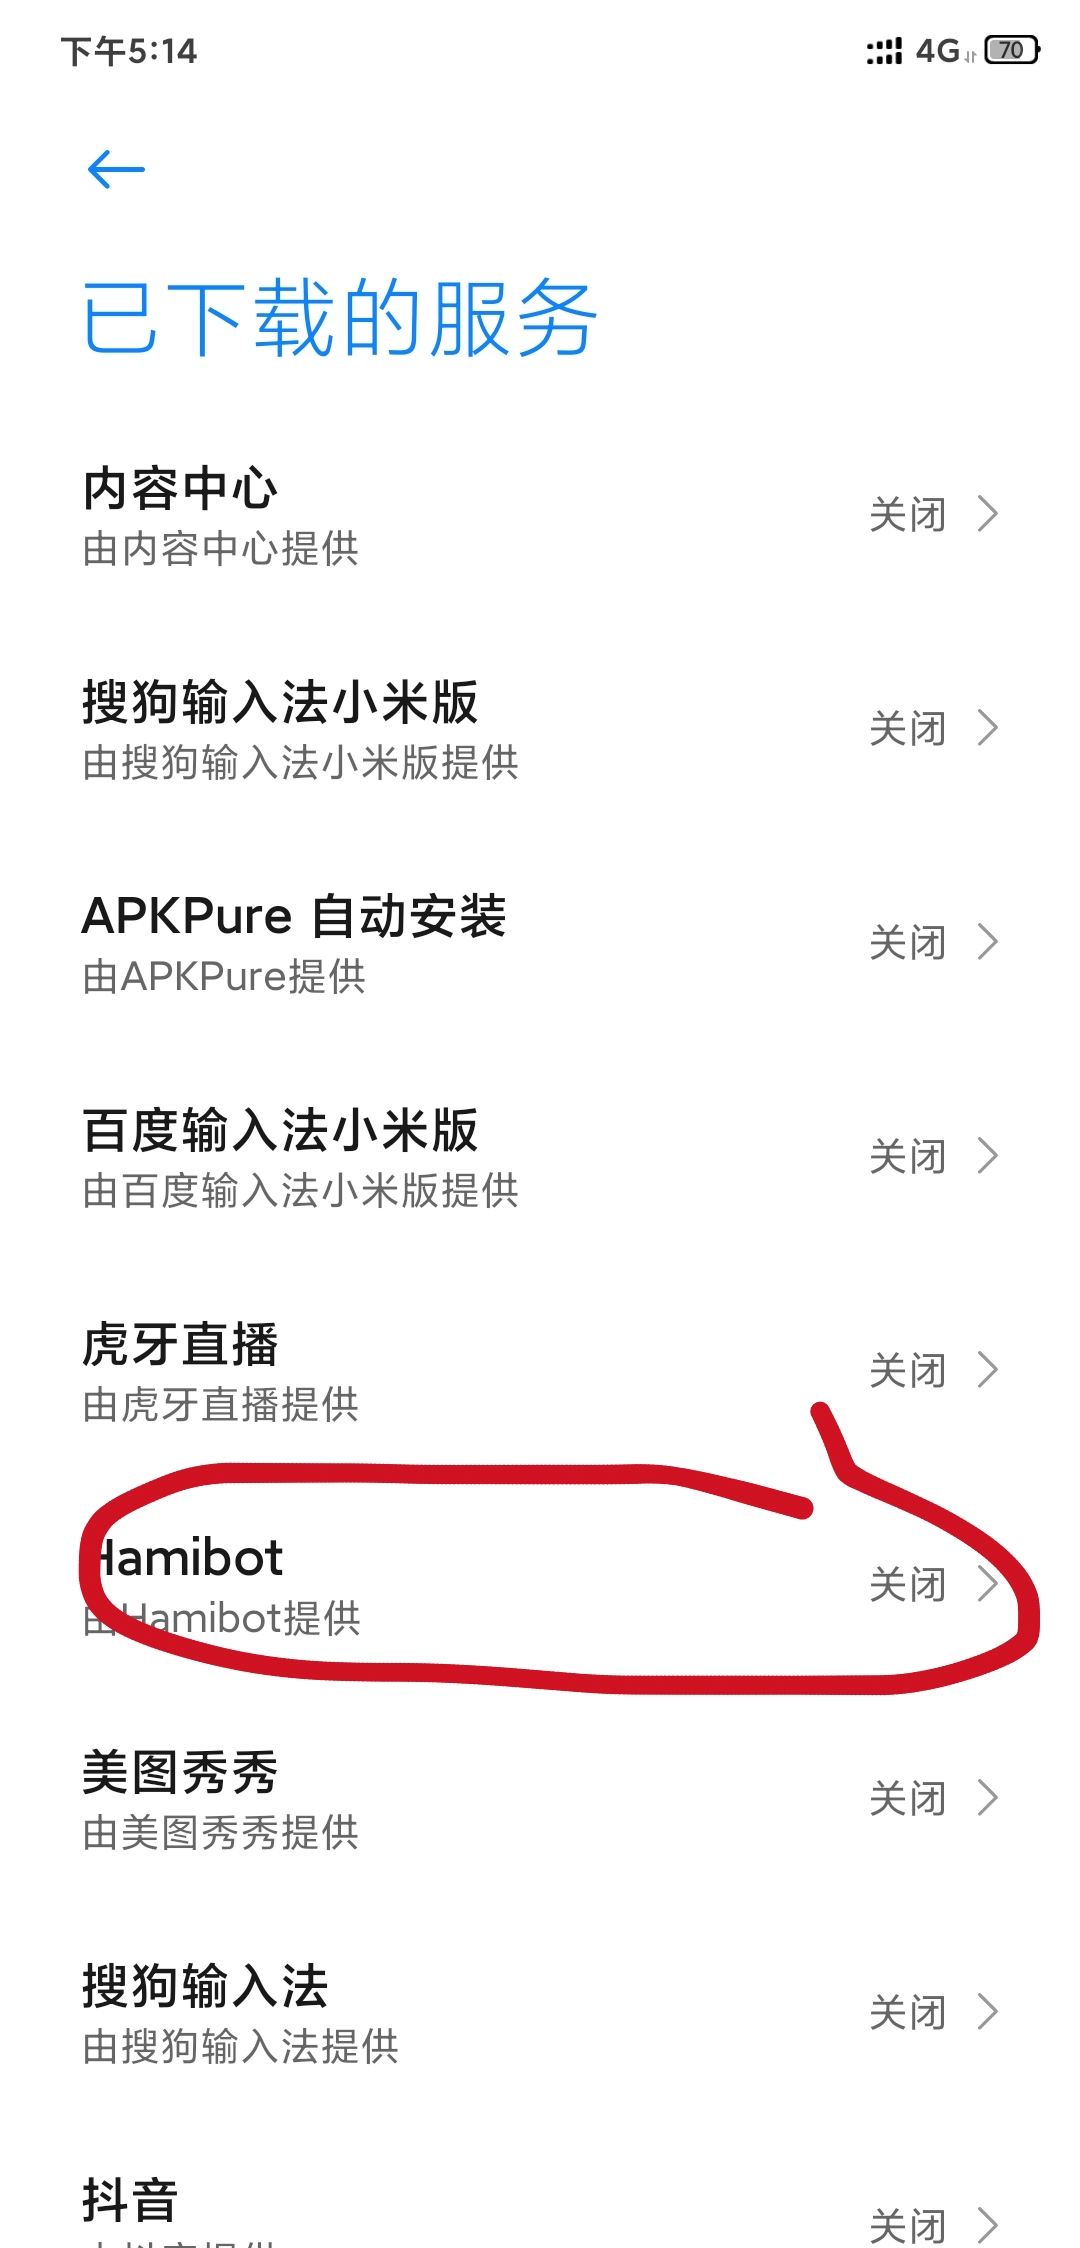 下午5:14
4G 70
已下载的服务
内容中心
由内容中心提供
关闭
搜狗输入法小米版
由搜狗输入法小米版提供
关闭
APKPure 自动安装
由APKPure提供
关闭
百度输入法小米版
由百度输入法小米版提供
关闭
虎牙直播
由虎牙直播提供
关闭
Hamibot
由Hamibot提供
关闭
美图秀秀
由美图秀秀提供
关闭
搜狗输入法
由搜狗输入法提供
关闭
抖音
由抖音提供
关闭